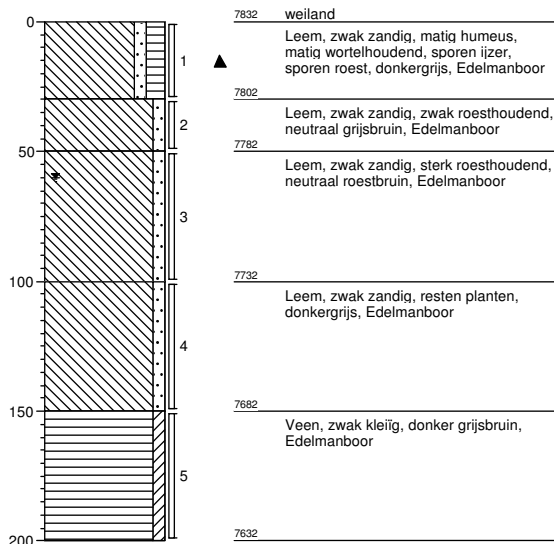 0
50
100
150
200
1
2
3
4
5
7832 weiland
Leem, zwak zandig, matig humeus,
matig wortelhoudend, sporen ijzer,
sporen roest, donkergrijs, Edelmanboor
7802
Leem, zwak zandig, zwak roesthoudend,
neutraal grijsbruin, Edelmanboor
7782
Leem, zwak zandig, sterk roesthoudend,
neutraal roestbruin, Edelmanboor
7732
Leem, zwak zandig, resten planten,
donkergrijs, Edelmanboor
7682
Veen, zwak kleiïg, donker grijsbruin,
Edelmanboor
7632